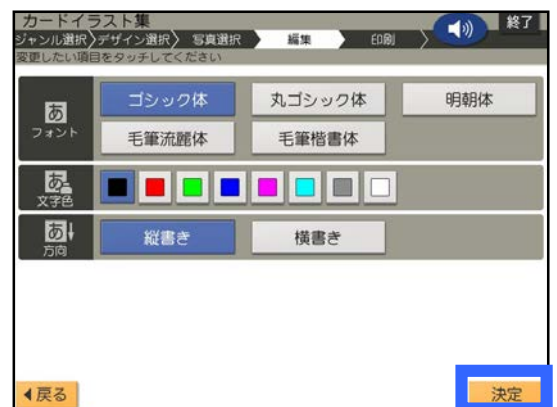 カードイラスト集
終了
ジャンル選択〉デザイン選択〉 写真選択 〉 編集 〉 印刷 〉
変更したい項目をタッチしてください
あ
フォント
ゴシック体
丸ゴシック体
明朝体
毛筆流麗体
毛筆楷書体
あ
文字色
あ
方向
縦書き
横書き
戻る
決定